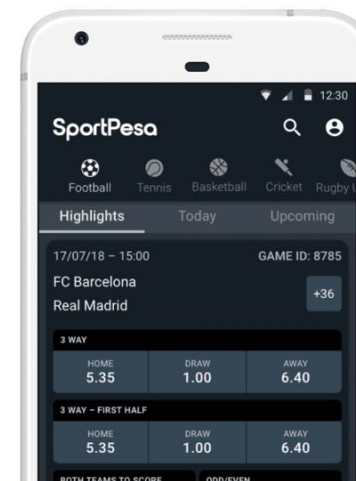 12:30
SportPesa
Football Tennis Basketball Cricket Rugby U
Highlights Today Upcoming
17/07/18 – 15:00 GAME ID: 8785
FC Barcelona
+36
Real Madrid
3 WAY
HOME DRAW AWAY
5.35 1.00 6.40
3 WAY – FIRST HALF
HOME DRAW AWAY
5.35 1.00 6.40
BOTH TEAMS TO SCORE ODD/EVEN